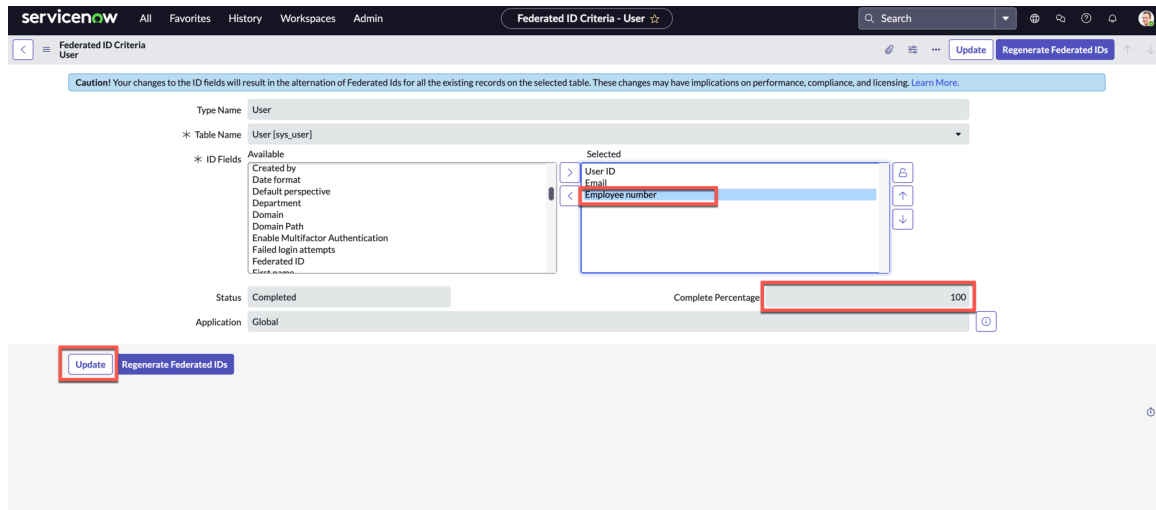 servicenow All Favorites History Workspaces Admin Federated ID Criteria - User Search
Federated ID Criteria
User
Update Regenerate Federated IDs
Caution! Your changes to the ID fields will result in the alternation of Federated Ids for all the existing records on the selected table. These changes may have implications on performance, compliance, and licensing. Learn More.
Type Name User
Table Name User [sys_user]
ID Fields
Available
Created by
Date format
Default perspective
Department
Domain
Domain Path
Enable Multifactor Authentication
Failed login attempts
Federated ID
First name
Selected
User ID
Email
Employee number
Status Completed Complete Percentage 100
Application Global
Update Regenerate Federated IDs